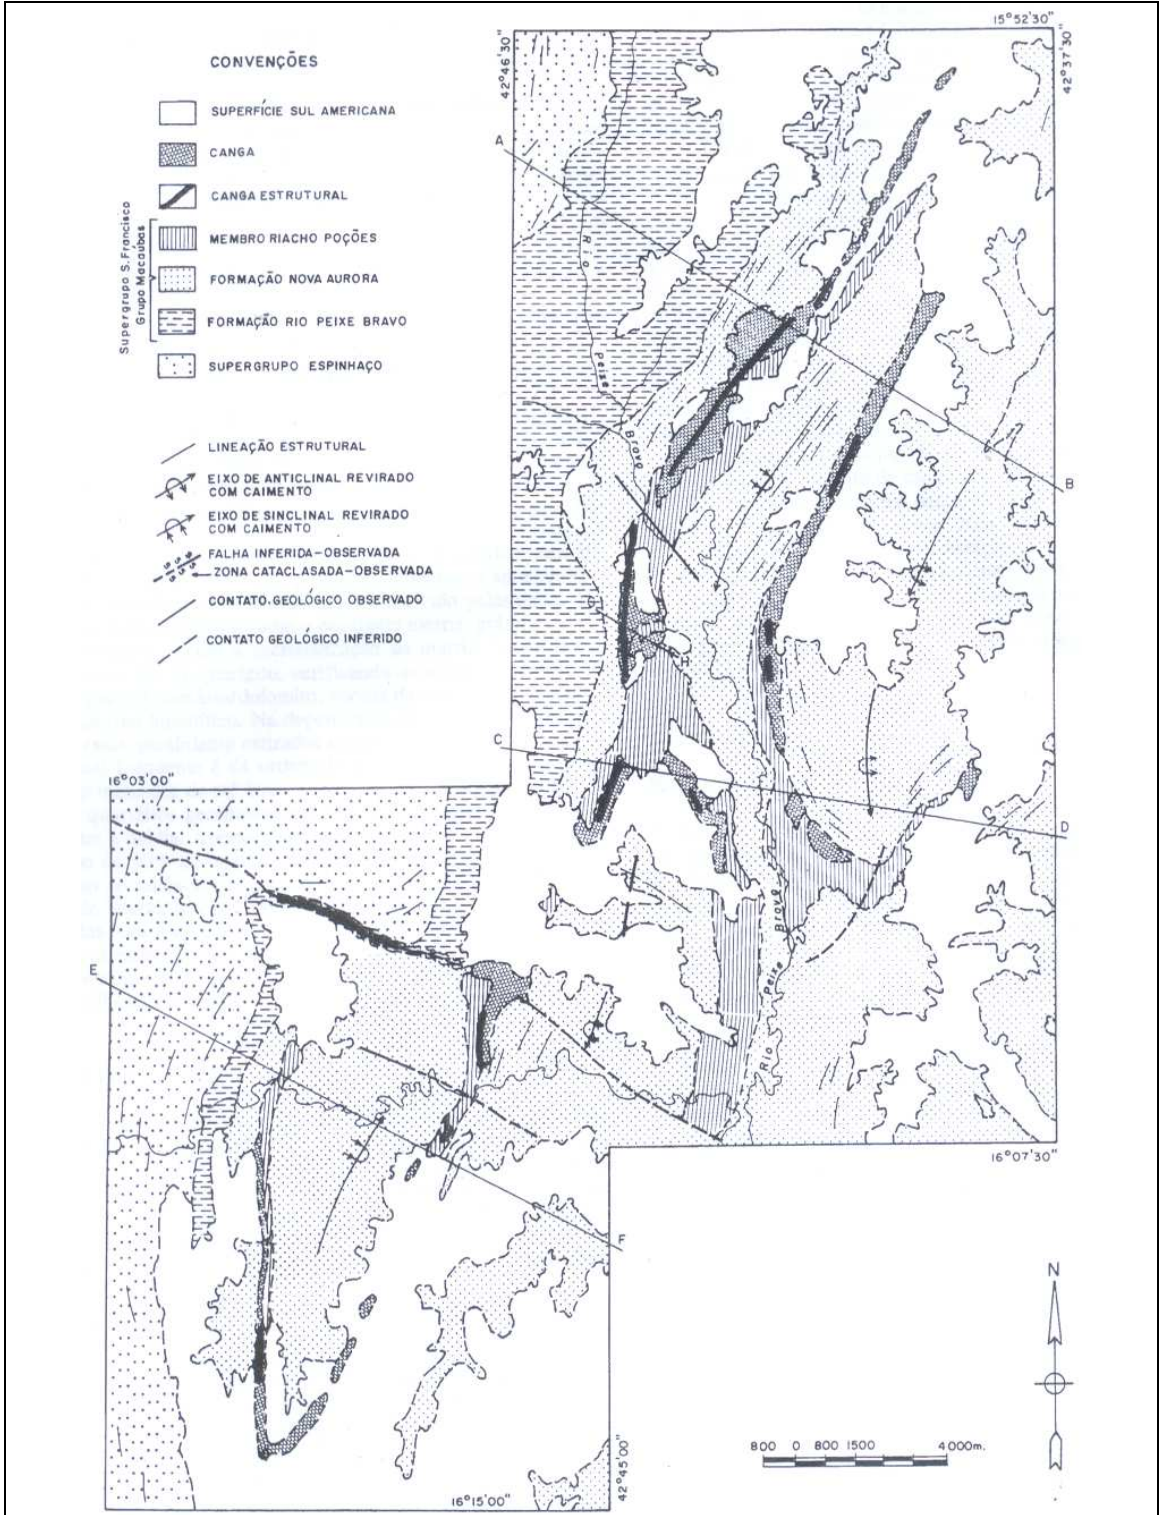 CONVENÇÕES
SUPERFÍCIE SUL AMERICANA
CANGA
CANGA ESTRUTURAL
Supergrupo S. Francisco
Grupo Macaubas
MEMBRO RIACHO POÇÕES
FORMAÇÃO NOVA AURORA
FORMAÇÃO RIO PEIXE BRAVO
SUPERGRUPO ESPINHAÇO
LINEAÇÃO ESTRUTURAL
EIXO DE ANTICLINAL REVIRADO
COM CAIMENTO
EIXO DE SINCLINAL REVIRADO
COM CAIMENTO
FALHA INFERIDA-OBSERVADA
ZONA CATACLASADA-OBSERVADA
CONTATO GEOLÓGICO OBSERVADO
CONTATO GEOLÓGICO INFERIDO
15°52'30"
42°46'30"
42°37'30"
A
Rio
Peixe
Bravo
B
H
C
D
16°03'00"
Bravo
Peixe
Rio
E
F
16°07'30"
N
800 0 800 1500 4000m.
42°45'00"
16°15'00"